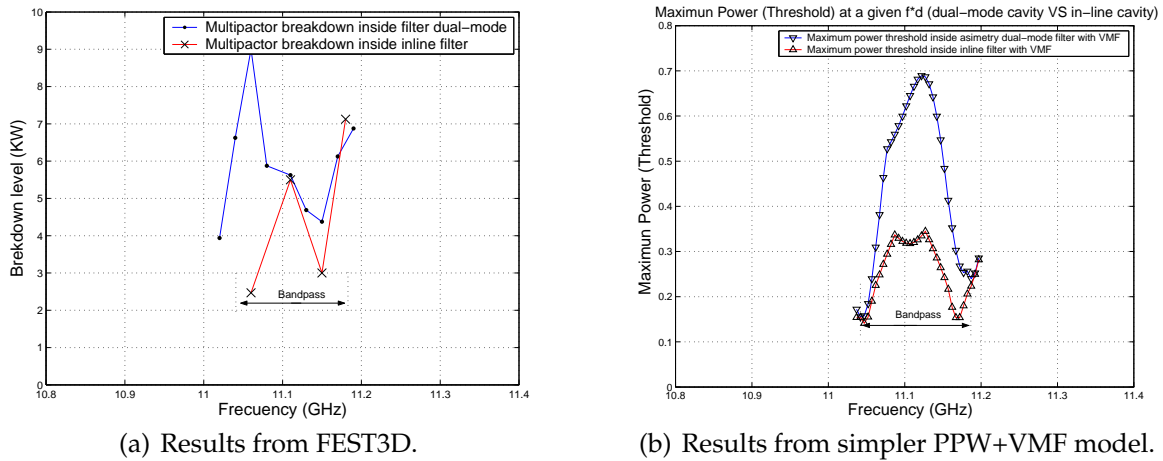 Multipactor breakdown inside filter dual-mode
Multipactor breakdown inside inline filter
10
9
8
7
6
5
4
3
2
1
0
Brekdown level (KW)
Bandpass
10.8
10.9
11
11.1
11.2
11.3
11.4
Frecuency (GHz)
(a) Results from FEST3D.
Maximun Power (Threshold) at a given f*d (dual-mode cavity VS in-line cavity)
Maximum power threshold inside asimetry dual-mode filter with VMF
Maximum power threshold inside inline filter with VMF
0.8
0.7
0.6
0.5
0.4
0.3
0.2
0.1
0
Maximun Power (Threshold)
Bandpass
10.8
10.9
11
11.1
11.2
11.3
11.4
Frecuency (GHz)
(b) Results from simpler PPW+VMF model.